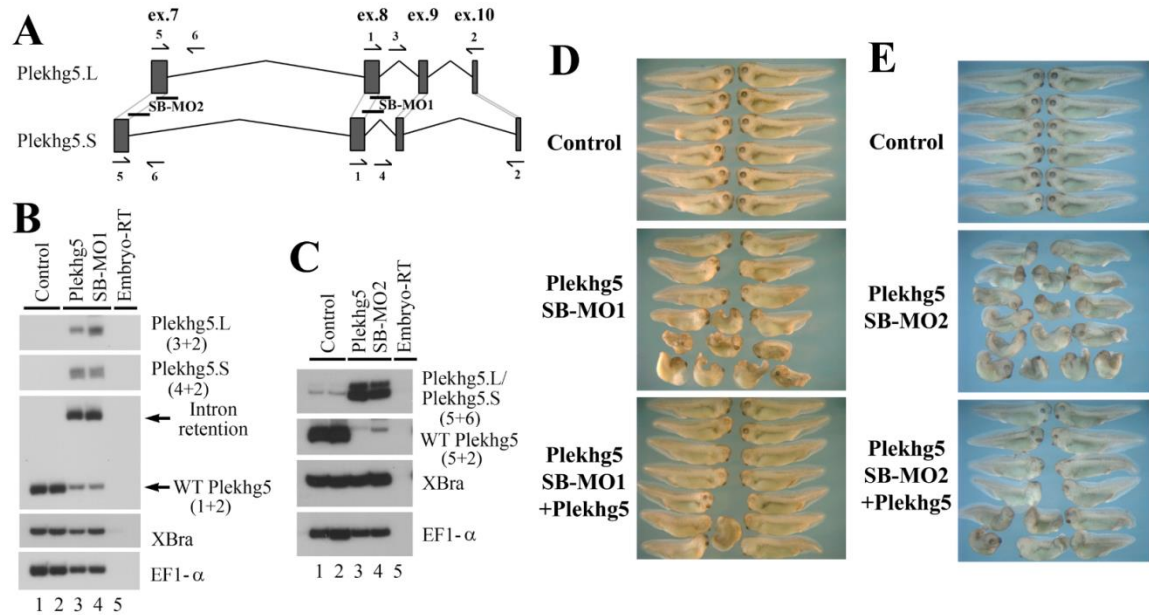 A
ex.7
ex.8
ex.9
ex.10
5
6
1
3
2
Plekhg5.L
SB-MO2
SB-MO1
Plekhg5.S
5
6
1
4
2
B
Control
Plekhg5
SB-MO1
Embryo-RT
Plekhg5.L
(3+2)
Plekhg5.S
(4+2)
Intron
retention
WT Plekhg5
(1+2)
XBra
EF1-α
1 2 3 4 5
C
Control
Plekhg5
SB-MO2
Embryo-RT
Plekhg5.L/
Plekhg5.S
(5+6)
WT Plekhg5
(5+2)
XBra
EF1-α
1 2 3 4 5
D
Control
Plekhg5
SB-MO1
Plekhg5
SB-MO1
+Plekhg5
E
Control
Plekhg5
SB-MO2
Plekhg5
SB-MO2
+Plekhg5